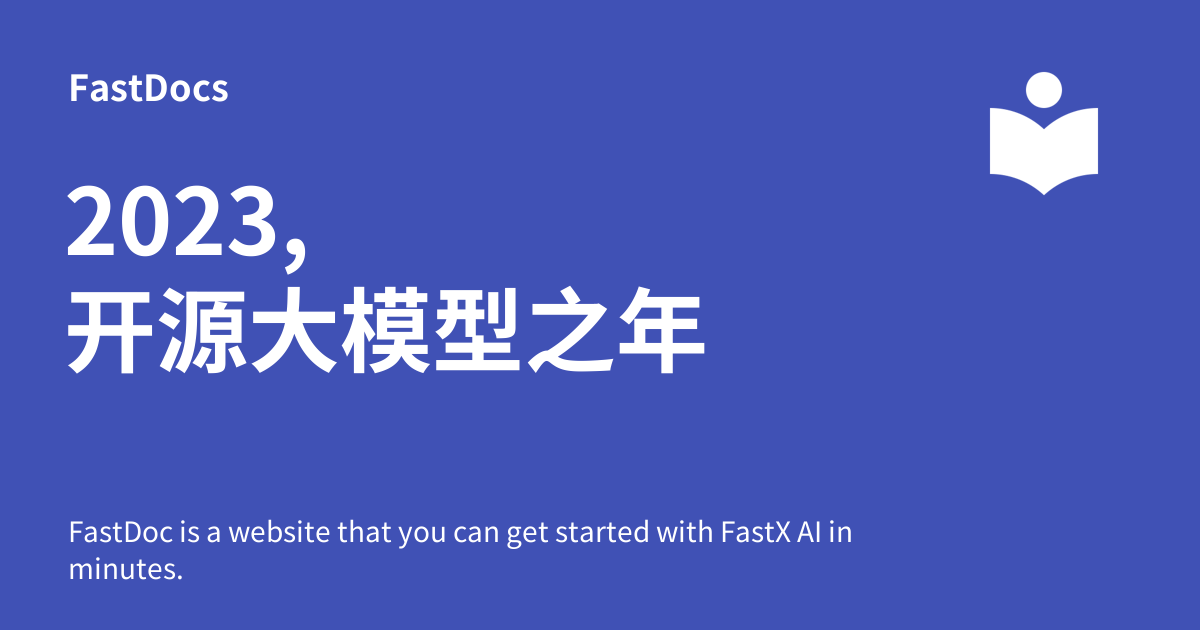 FastDocs
2023,
开源大模型之年
FastDoc is a website that you can get started with FastX AI in
minutes.